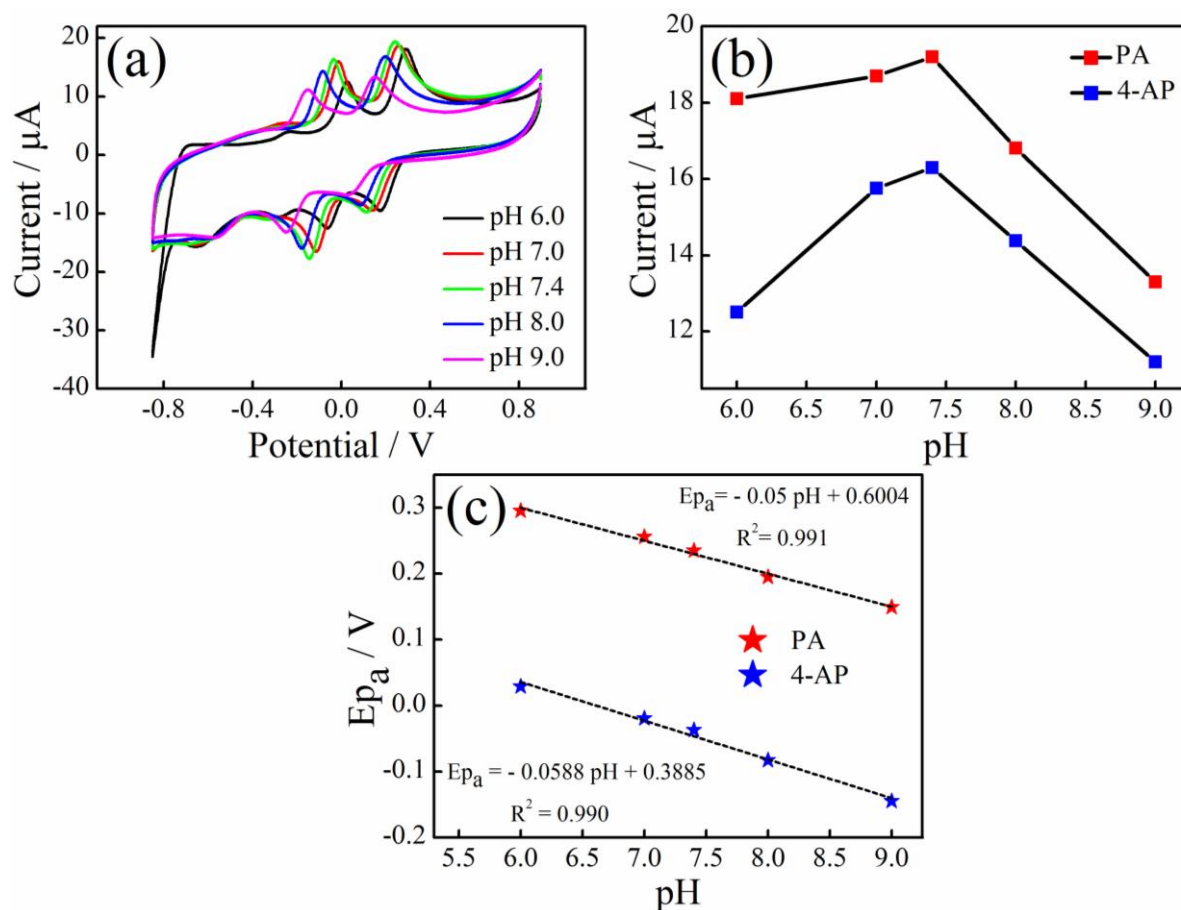 (a)
20
10
0
-10
-20
-30
-40
Current / µA
-0.8 -0.4 0.0 0.4 0.8
Potential / V
pH 6.0
pH 7.0
pH 7.4
pH 8.0
pH 9.0
(b)
20
18
16
14
12
Current / µA
6.0 6.5 7.0 7.5 8.0 8.5 9.0
pH
PA
4-AP
(c)
0.3
0.2
0.1
0.0
-0.1
-0.2
Epa / V
5.5 6.0 6.5 7.0 7.5 8.0 8.5 9.0
pH
Epa= - 0.05 pH + 0.6004
R²= 0.991
PA
4-AP
Epa = - 0.0588 pH + 0.3885
R² = 0.990